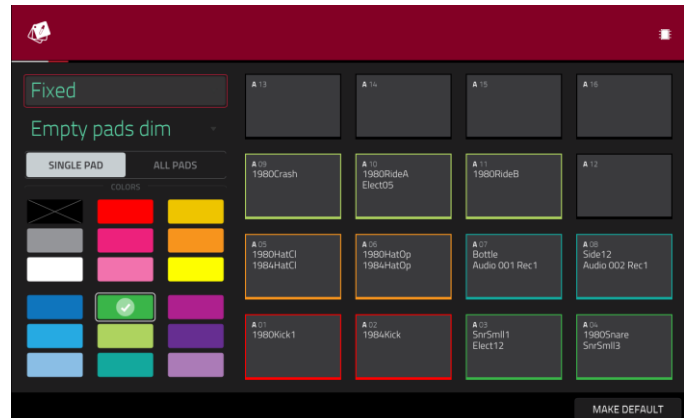 Fixed
Empty pads dim
SINGLE PAD
ALL PADS
COLORS
A 13
A 14
A 15
A 16
A 09
1980Crash
A 10
1980RideA
Elect05
A 11
1980RideB
A 12
A 05
1980HatCl
1984HatCl
A 06
1980HatOp
1984HatOp
A 07
Bottle
Audio 001 Rec1
A 08
Side12
Audio 002 Rec1
A 01
1980Kick1
A 02
1984Kick
A 03
SnrSmll1
Elect12
A 04
1980Snare
SnrSmll3
MAKE DEFAULT